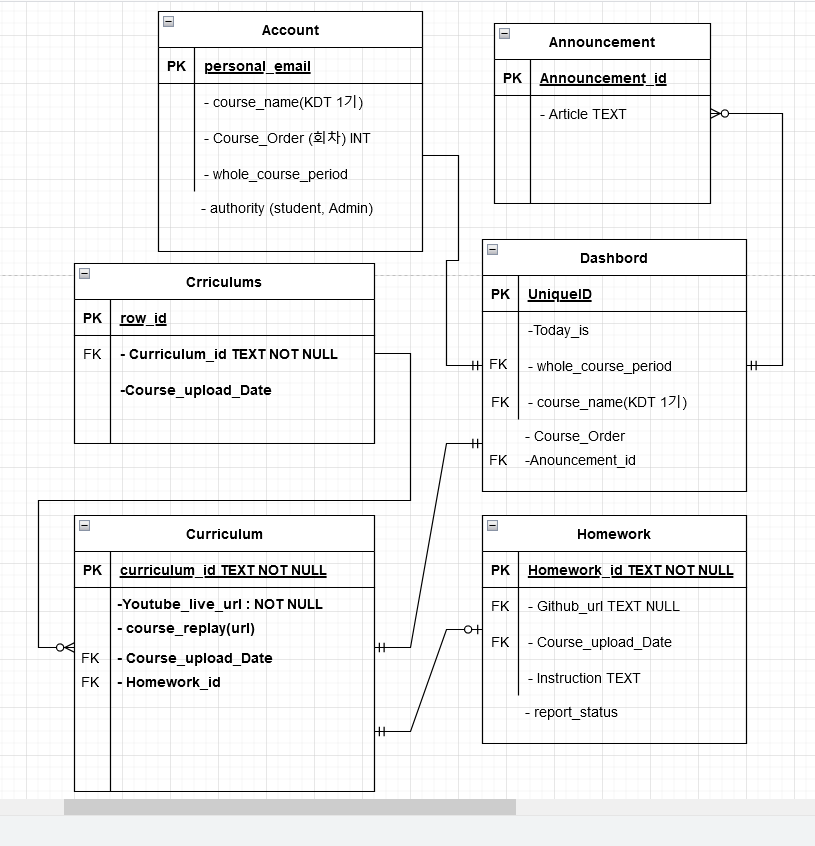 Account
PK personal_email
- course_name(KDT 1기)
- Course_Order (회차) INT
- whole_course_period
- authority (student, Admin)
Announcement
PK Announcement_id
- Article TEXT
Dashbord
PK UniqueID
-Today_is
FK - whole_course_period
FK - course_name(KDT 1기)
- Course_Order
FK -Anouncement_id
Crriculums
PK row_id
FK - Curriculum_id TEXT NOT NULL
-Course_upload_Date
Curriculum
PK curriculum_id TEXT NOT NULL
-Youtube_live_url : NOT NULL
- course_replay(url)
FK - Course_upload_Date
FK - Homework_id
Homework
PK Homework_id TEXT NOT NULL
FK - Github_url TEXT NULL
FK - Course_upload_Date
- Instruction TEXT
- report_status